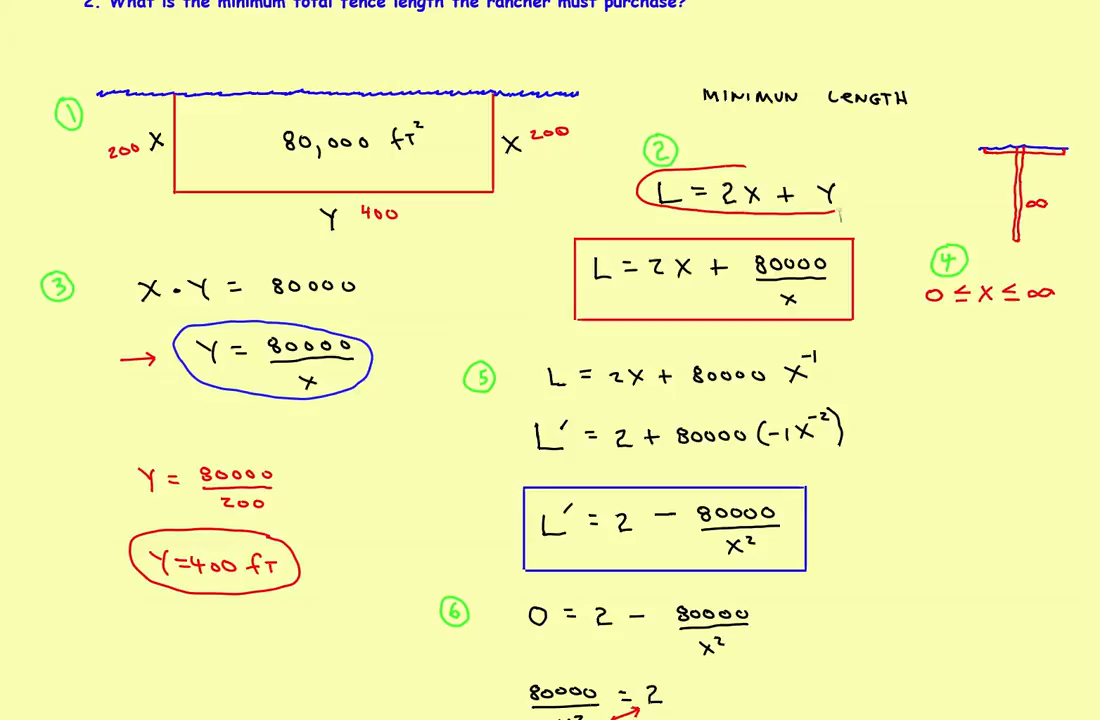 2. What is the minimum total fence length the rancher must purchase?
① 200 X 80,000 ft² X 200
Y 400
MINIMUN LENGTH
② L = 2X + Y
L = 2X + 80000/x
∞
④
0 ≤ X ≤ ∞
③ X · Y = 80000
→ Y = 80000/x
Y = 80000/200
Y = 400 ft
⑤ L = 2X + 80000 X⁻¹
L′ = 2 + 80000 (-1X⁻²)
L′ = 2 - 80000/x²
⑥ 0 = 2 - 80000/x²
80000/x² = 2